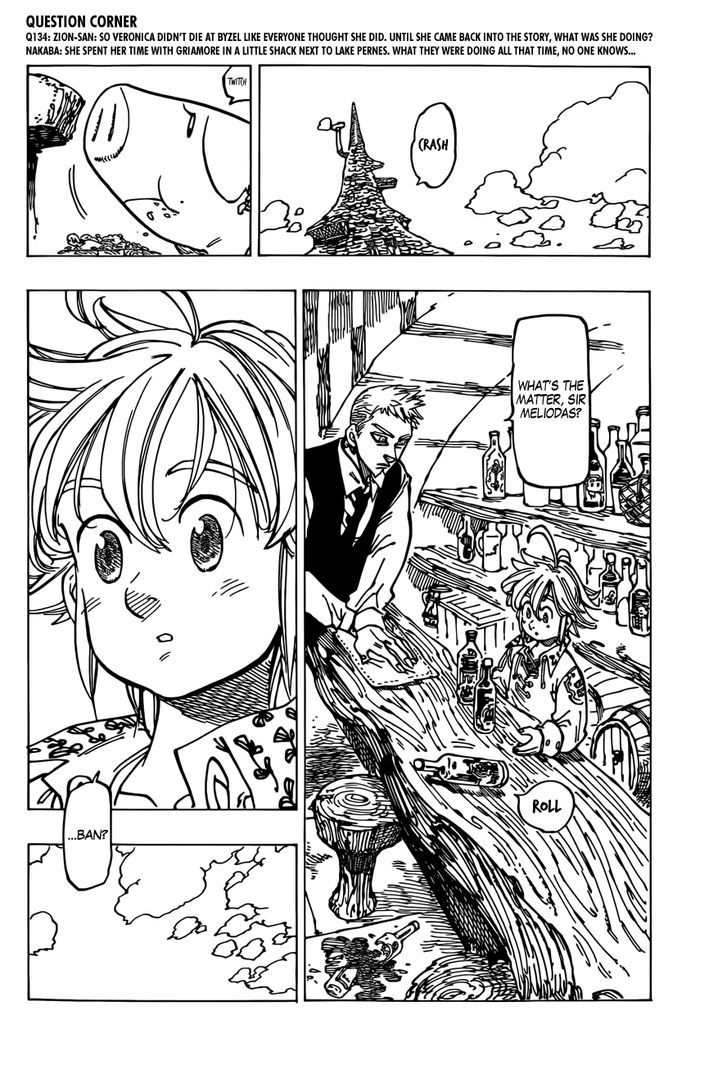 QUESTION CORNER
Q134: ZION-SAN: SO VERONICA DIDN'T DIE AT BYZEL LIKE EVERYONE THOUGHT SHE DID. UNTIL SHE CAME BACK INTO THE STORY, WHAT WAS SHE DOING?
NAKABA: SHE SPENT HER TIME WITH GRIAMORE IN A LITTLE SHACK NEXT TO LAKE PERNES. WHAT THEY WERE DOING ALL THAT TIME, NO ONE KNOWS...
TWITCH
CRASH
WHAT'S THE
MATTER, SIR
MELIODAS?
ROLL
...BAN?